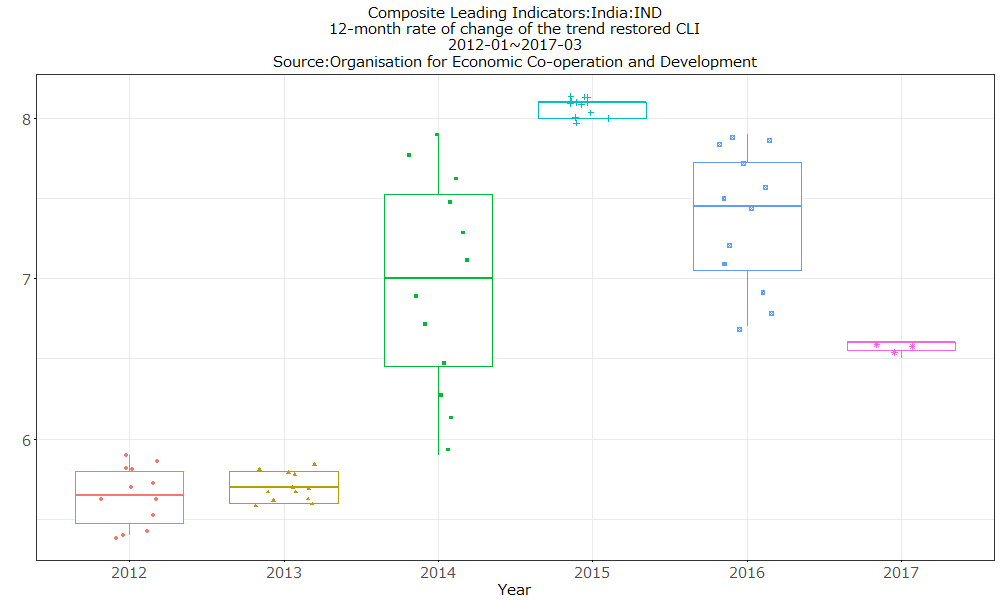 Composite Leading Indicators:India:IND
12-month rate of change of the trend restored CLI
2012-01~2017-03
Source:Organisation for Economic Co-operation and Development
8
7
6
2012 2013 2014 2015 2016 2017
Year